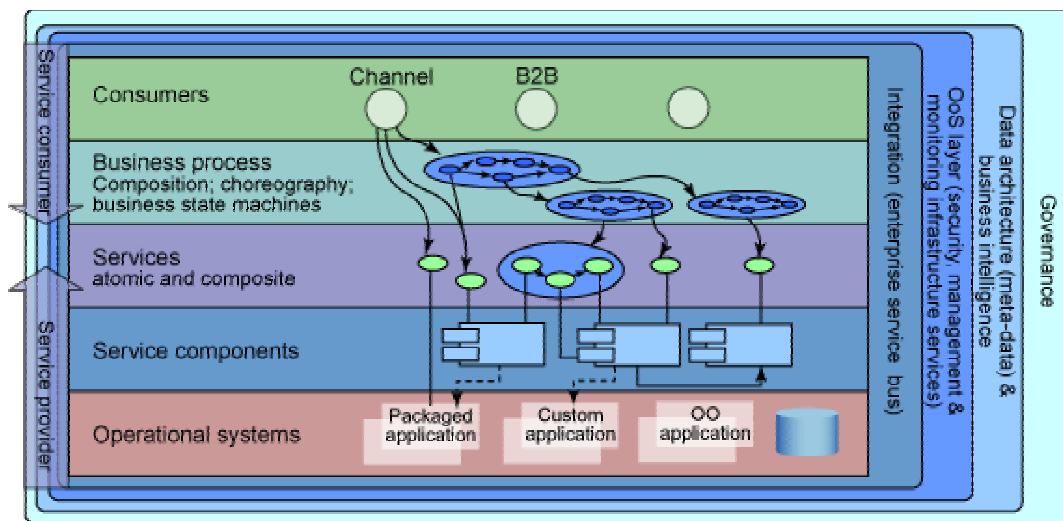 Channel
B2B
Consumers
Business process
Composition; choreography;
business state machines
Services
atomic and composite
Service components
Operational systems
Packaged
application
Custom
application
OO
application
Service consumer
Service provider
Integration (enterprise service bus)
QoS layer (security, management &
monitoring infrastructure services)
Data architecture (meta-data) &
business intelligence
Governance